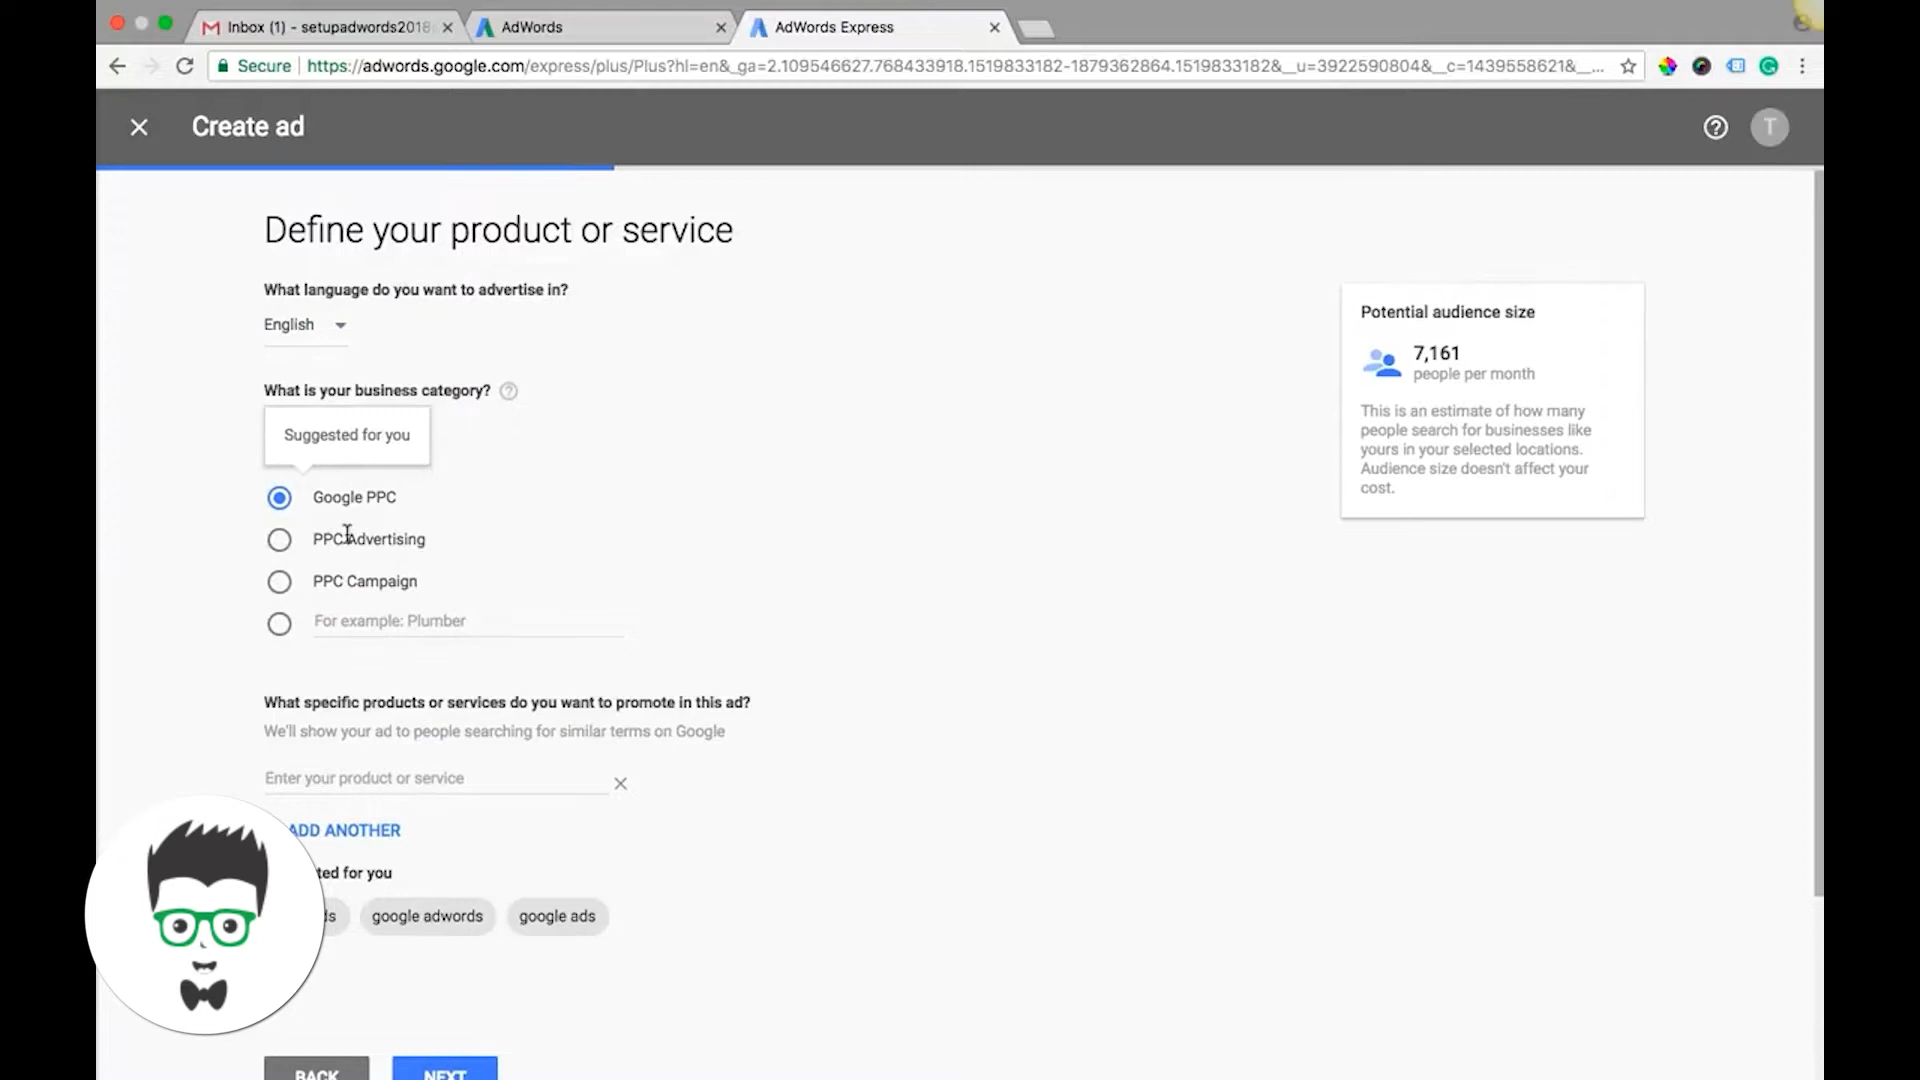 Inbox (1) - setupadwords2018
AdWords
AdWords Express
Secure
https://adwords.google.com/express/plus/Plus?hl=en&_ga=2.109546627.768433918.1519833182-1879362864.1519833182&__u=3922590804&__c=1439558621&__...
Create ad
T
Define your product or service
What language do you want to advertise in?
English
What is your business category?
Suggested for you
Google PPC
PPC Advertising
PPC Campaign
For example: Plumber
What specific products or services do you want to promote in this ad?
We'll show your ad to people searching for similar terms on Google
Enter your product or service
ADD ANOTHER
ted for you
ds
google adwords
google ads
BACK
NEXT
Potential audience size
7,161
people per month
This is an estimate of how many
people search for businesses like
yours in your selected locations.
Audience size doesn't affect your
cost.